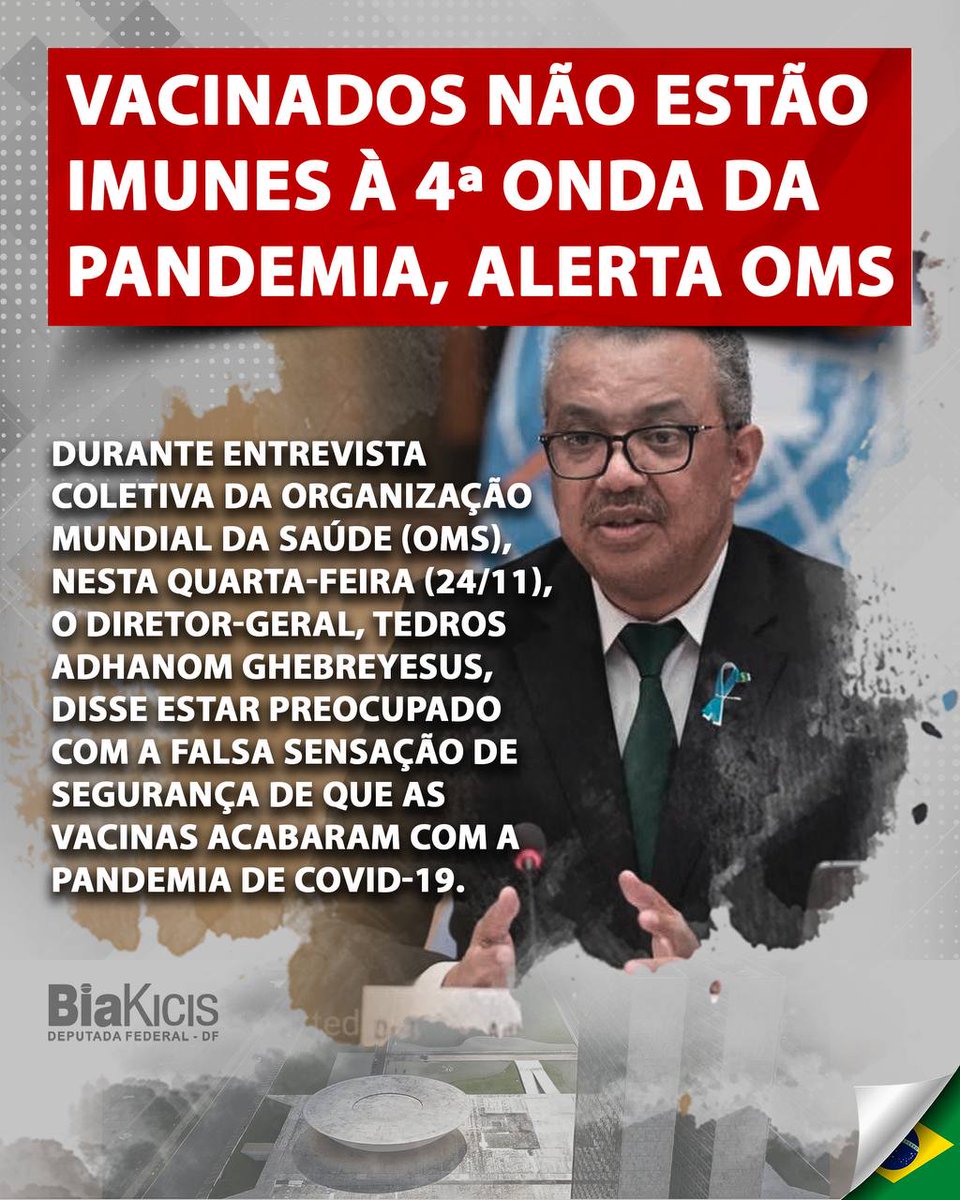 VACINADOS NÃO ESTÃO
IMUNES À 4ª ONDA DA
PANDEMIA, ALERTA OMS
DURANTE ENTREVISTA
COLETIVA DA ORGANIZAÇÃO
MUNDIAL DA SAÚDE (OMS),
NESTA QUARTA-FEIRA (24/11),
O DIRETOR-GERAL, TEDROS
ADHANOM GHEBREYESUS,
DISSE ESTAR PREOCUPADO
COM A FALSA SENSAÇÃO DE
SEGURANÇA DE QUE AS
VACINAS ACABARAM COM A
PANDEMIA DE COVID-19.
BiaKicis
DEPUTADA FEDERAL - DF